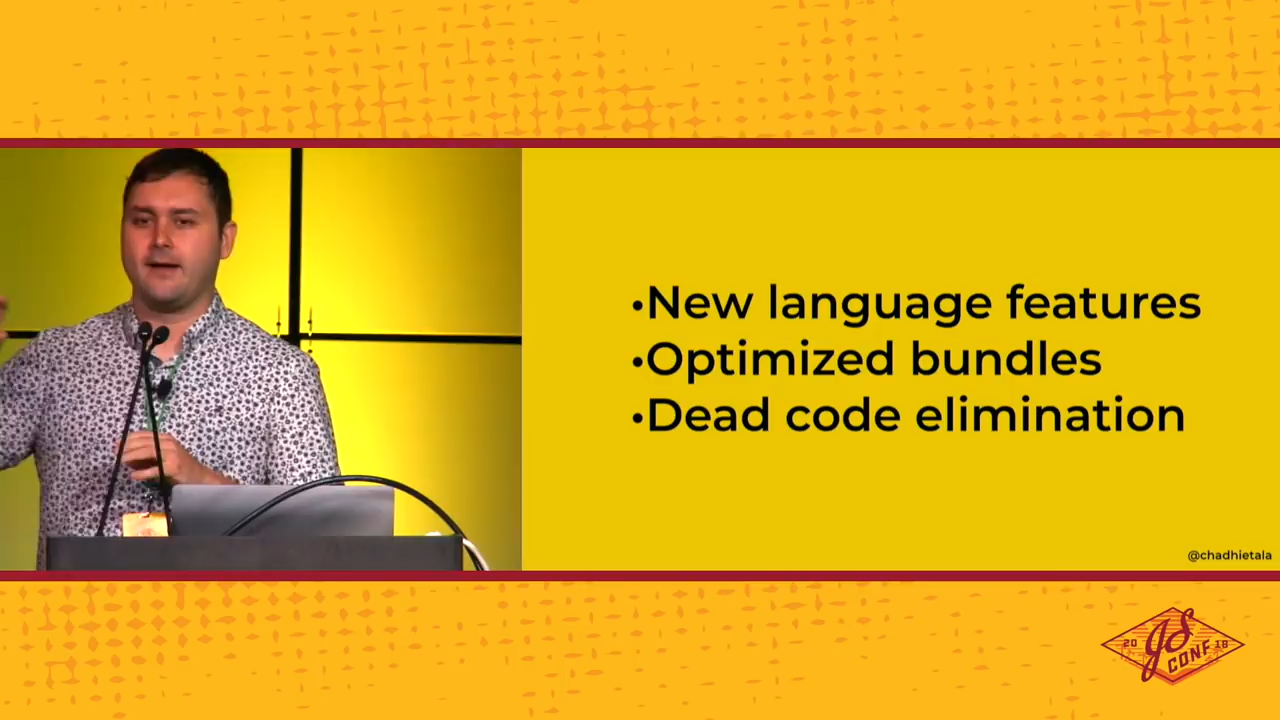 •New language features
•Optimized bundles
•Dead code elimination
@chadhietala
20 JS 18
CONF